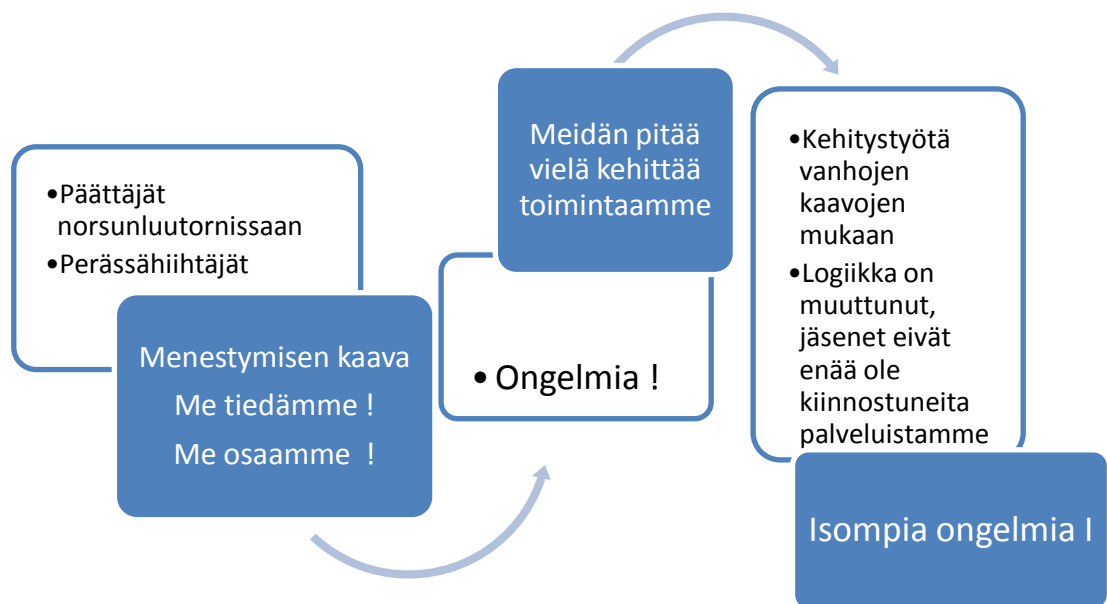 •Päättäjät
norsunluutornissaan
•Perässähiihtäjät
Menestymisen kaava
Me tiedämme !
Me osaamme !
Meidän pitää
vielä kehittää
toimintaamme
• Ongelmia !
•Kehitystyötä
vanhojen
kaavojen
mukaan
•Logiikka on
muuttunut,
jäsenet eivät
enää ole
kiinnostuneita
palveluistamme
Isompia ongelmia I